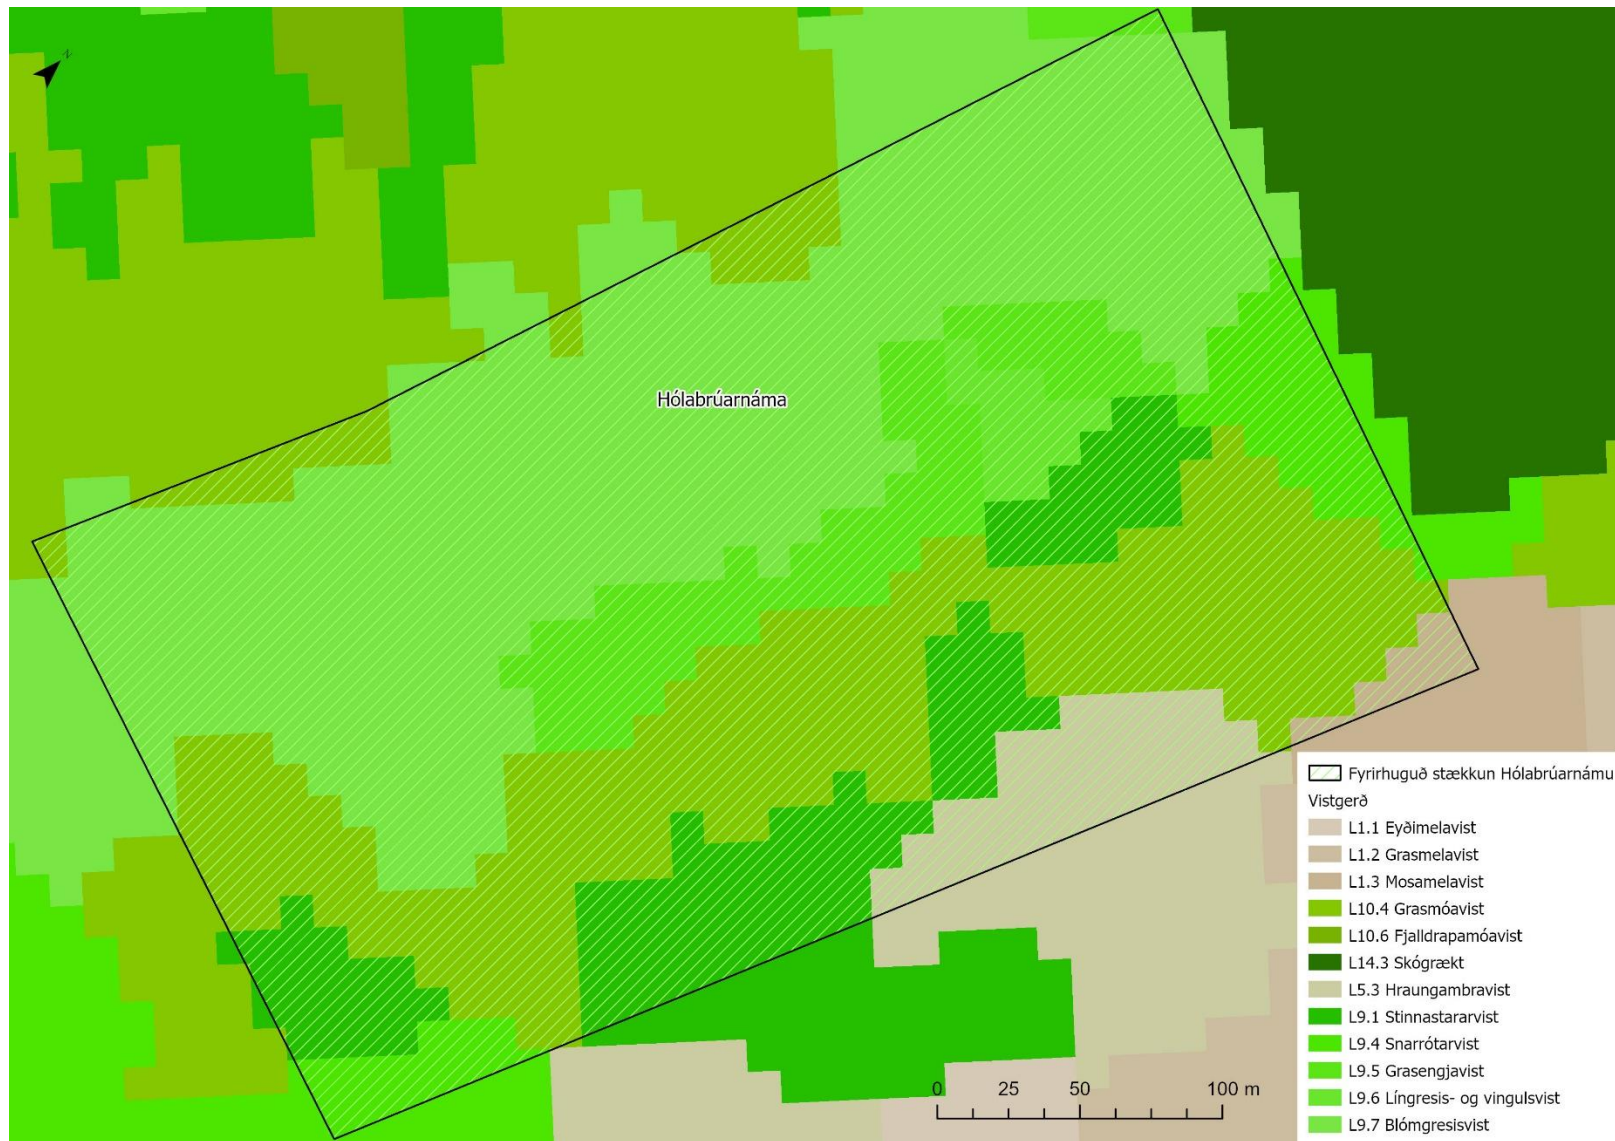 N
Hólabrúarnáma
Fyrirhuguð stækkun Hólabrúarnámu
Vistgerð
L1.1 Eyðimelavist
L1.2 Grasmelavist
L1.3 Mosamelavist
L10.4 Grasmóavist
L10.6 Fjalldrapamóavist
L14.3 Skógrækt
L5.3 Hraungambravist
L9.1 Stinnastararvist
L9.4 Snarrótarvist
L9.5 Grasengjavist
L9.6 Língresis- og vingulsvist
L9.7 Blómgresisvist
0 25 50 100 m